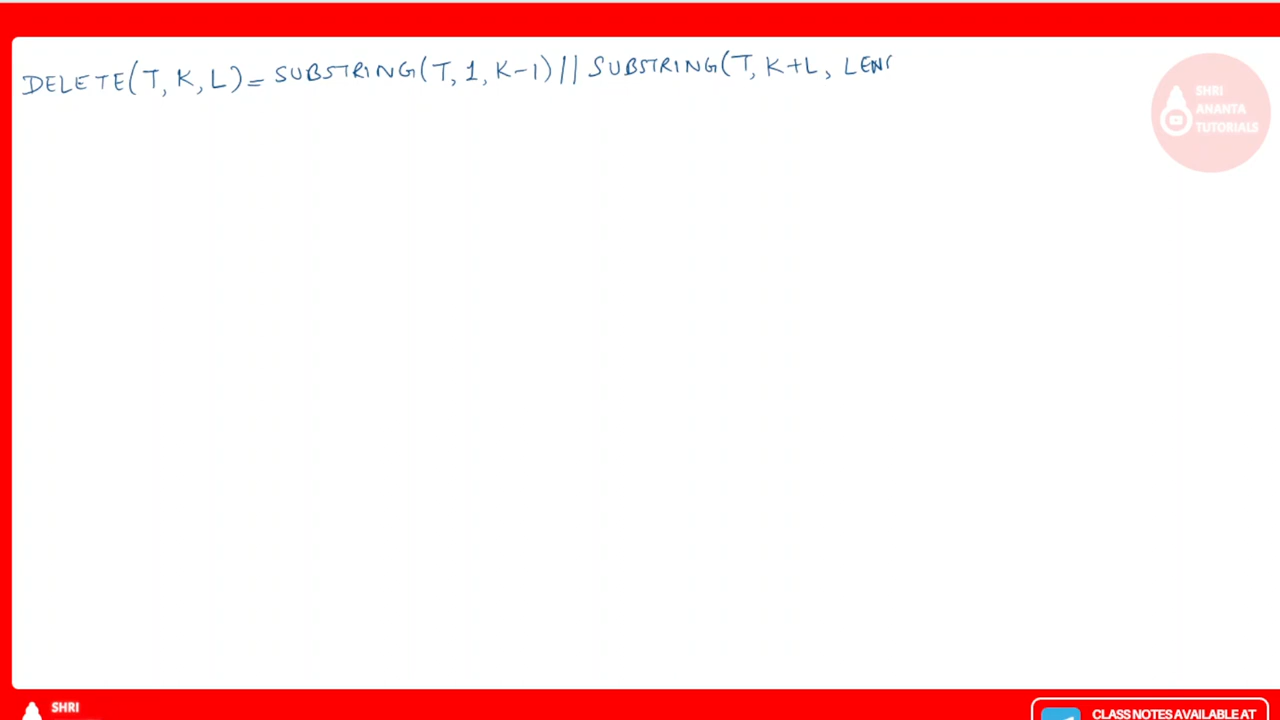 DELETE(T, K, L) = SUBSTRING(T, 1, K-1) || SUBSTRING(T, K+L, LEN
SHRI
ANANTA
TUTORIALS
SHRI
CLASS NOTES AVAILABLE AT